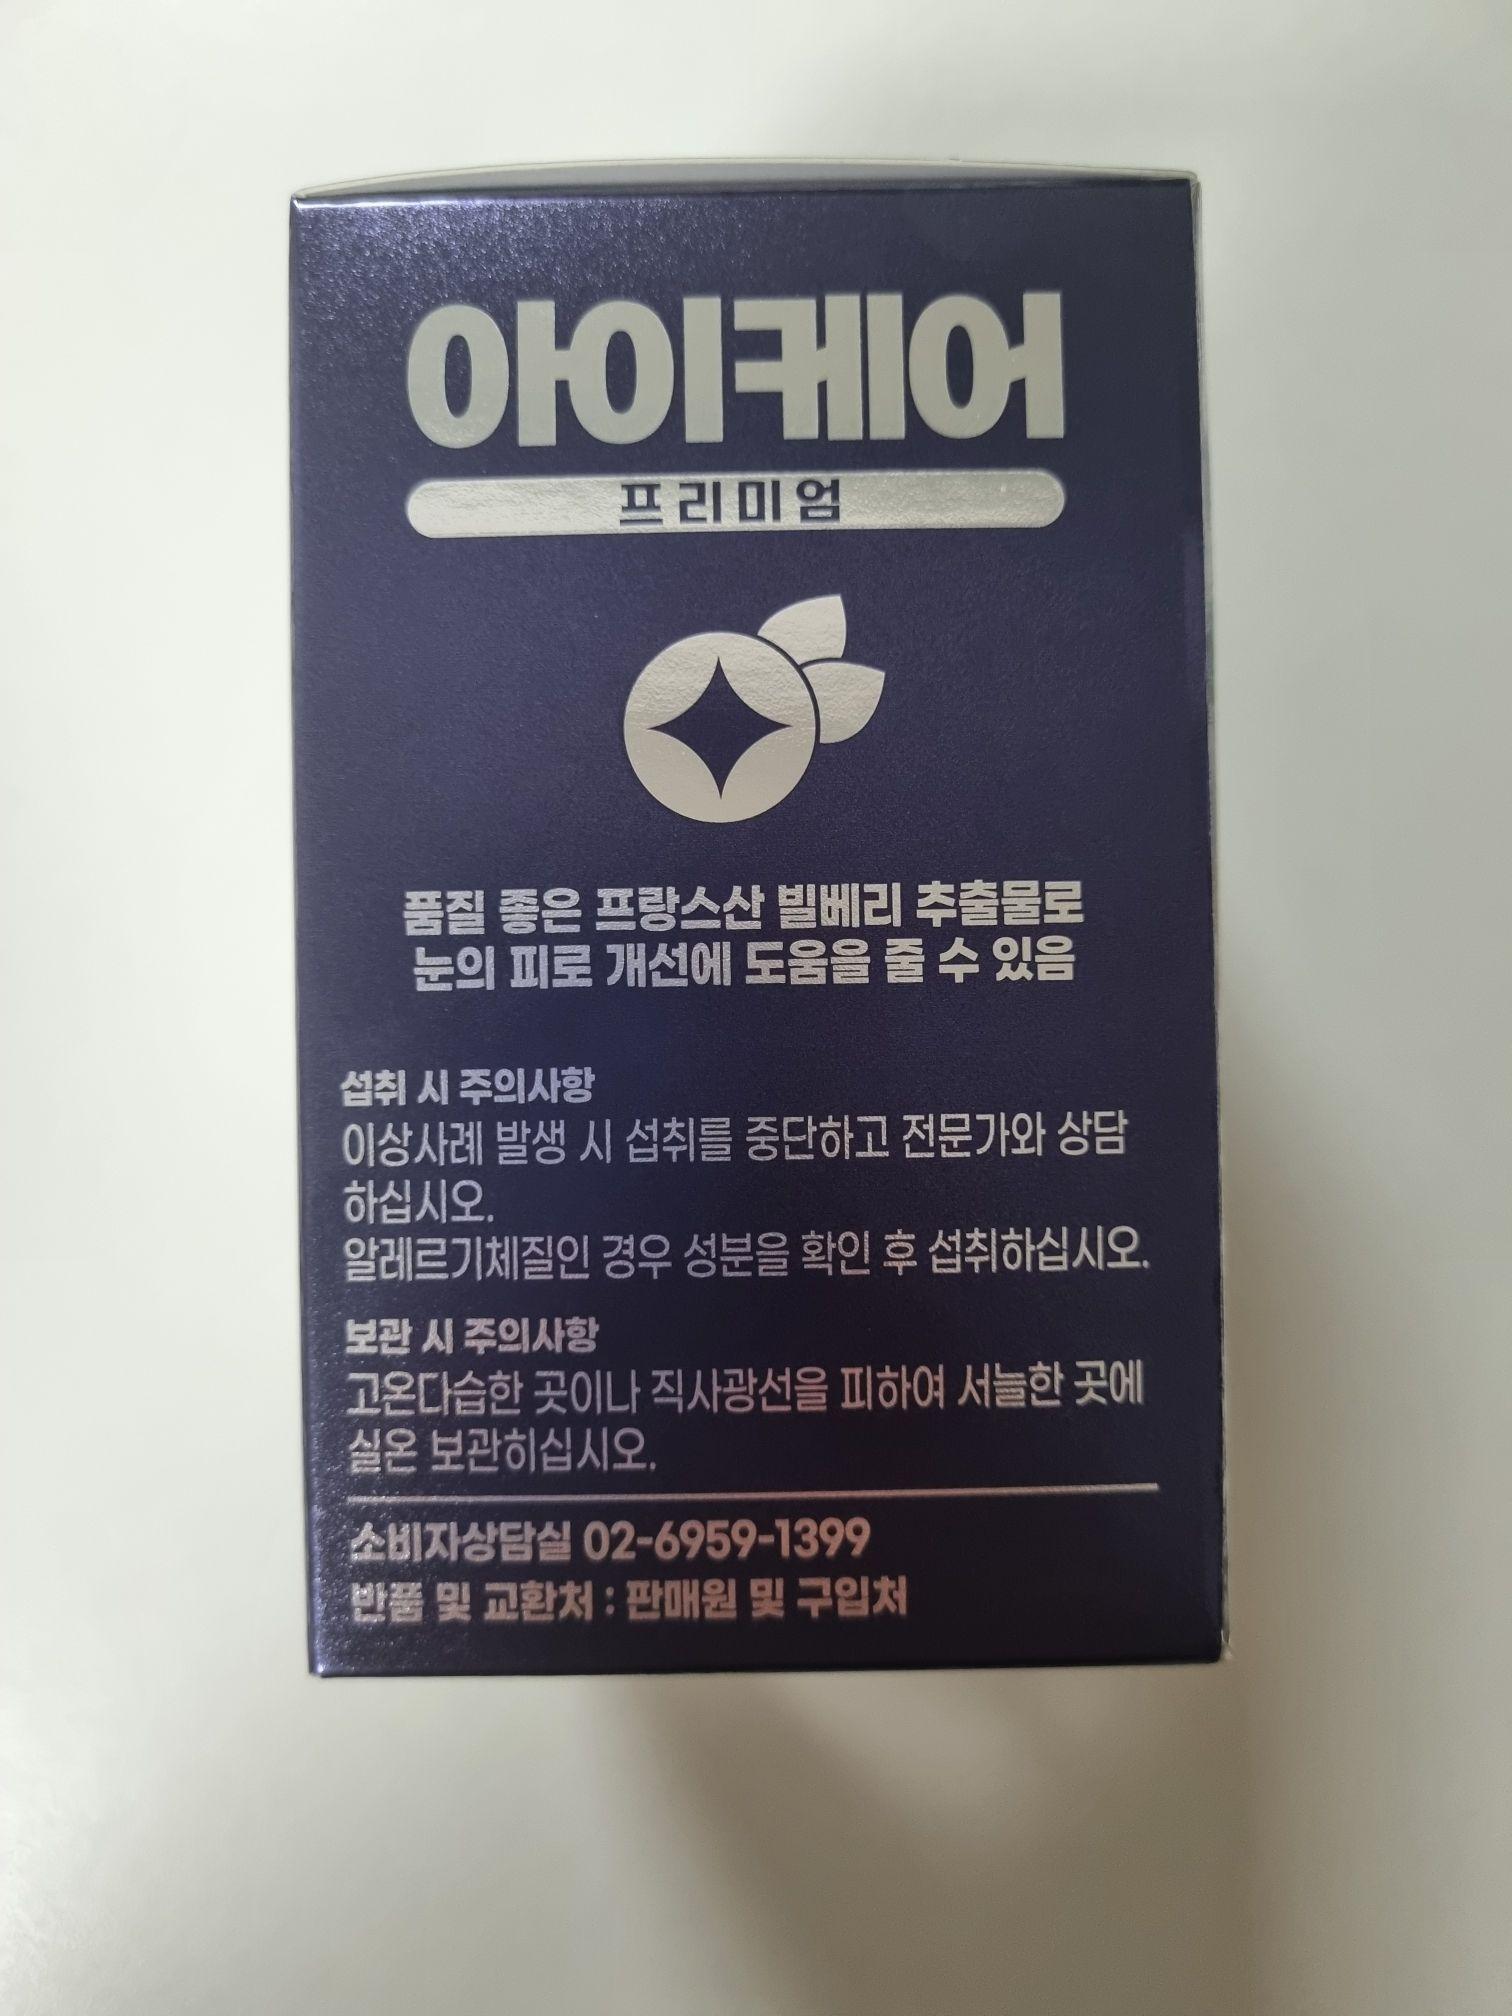 아이케어
프리미엄
품질 좋은 프랑스산 빌베리 추출물로
눈의 피로 개선에 도움을 줄 수 있음
섭취 시 주의사항
이상사례 발생 시 섭취를 중단하고 전문가와 상담
하십시오.
알레르기체질인 경우 성분을 확인 후 섭취하십시오.
보관 시 주의사항
고온다습한 곳이나 직사광선을 피하여 서늘한 곳에
실온 보관히십시오.
소비자상담실 02-6959-1399
반품 및 교환처 : 판매원 및 구입처